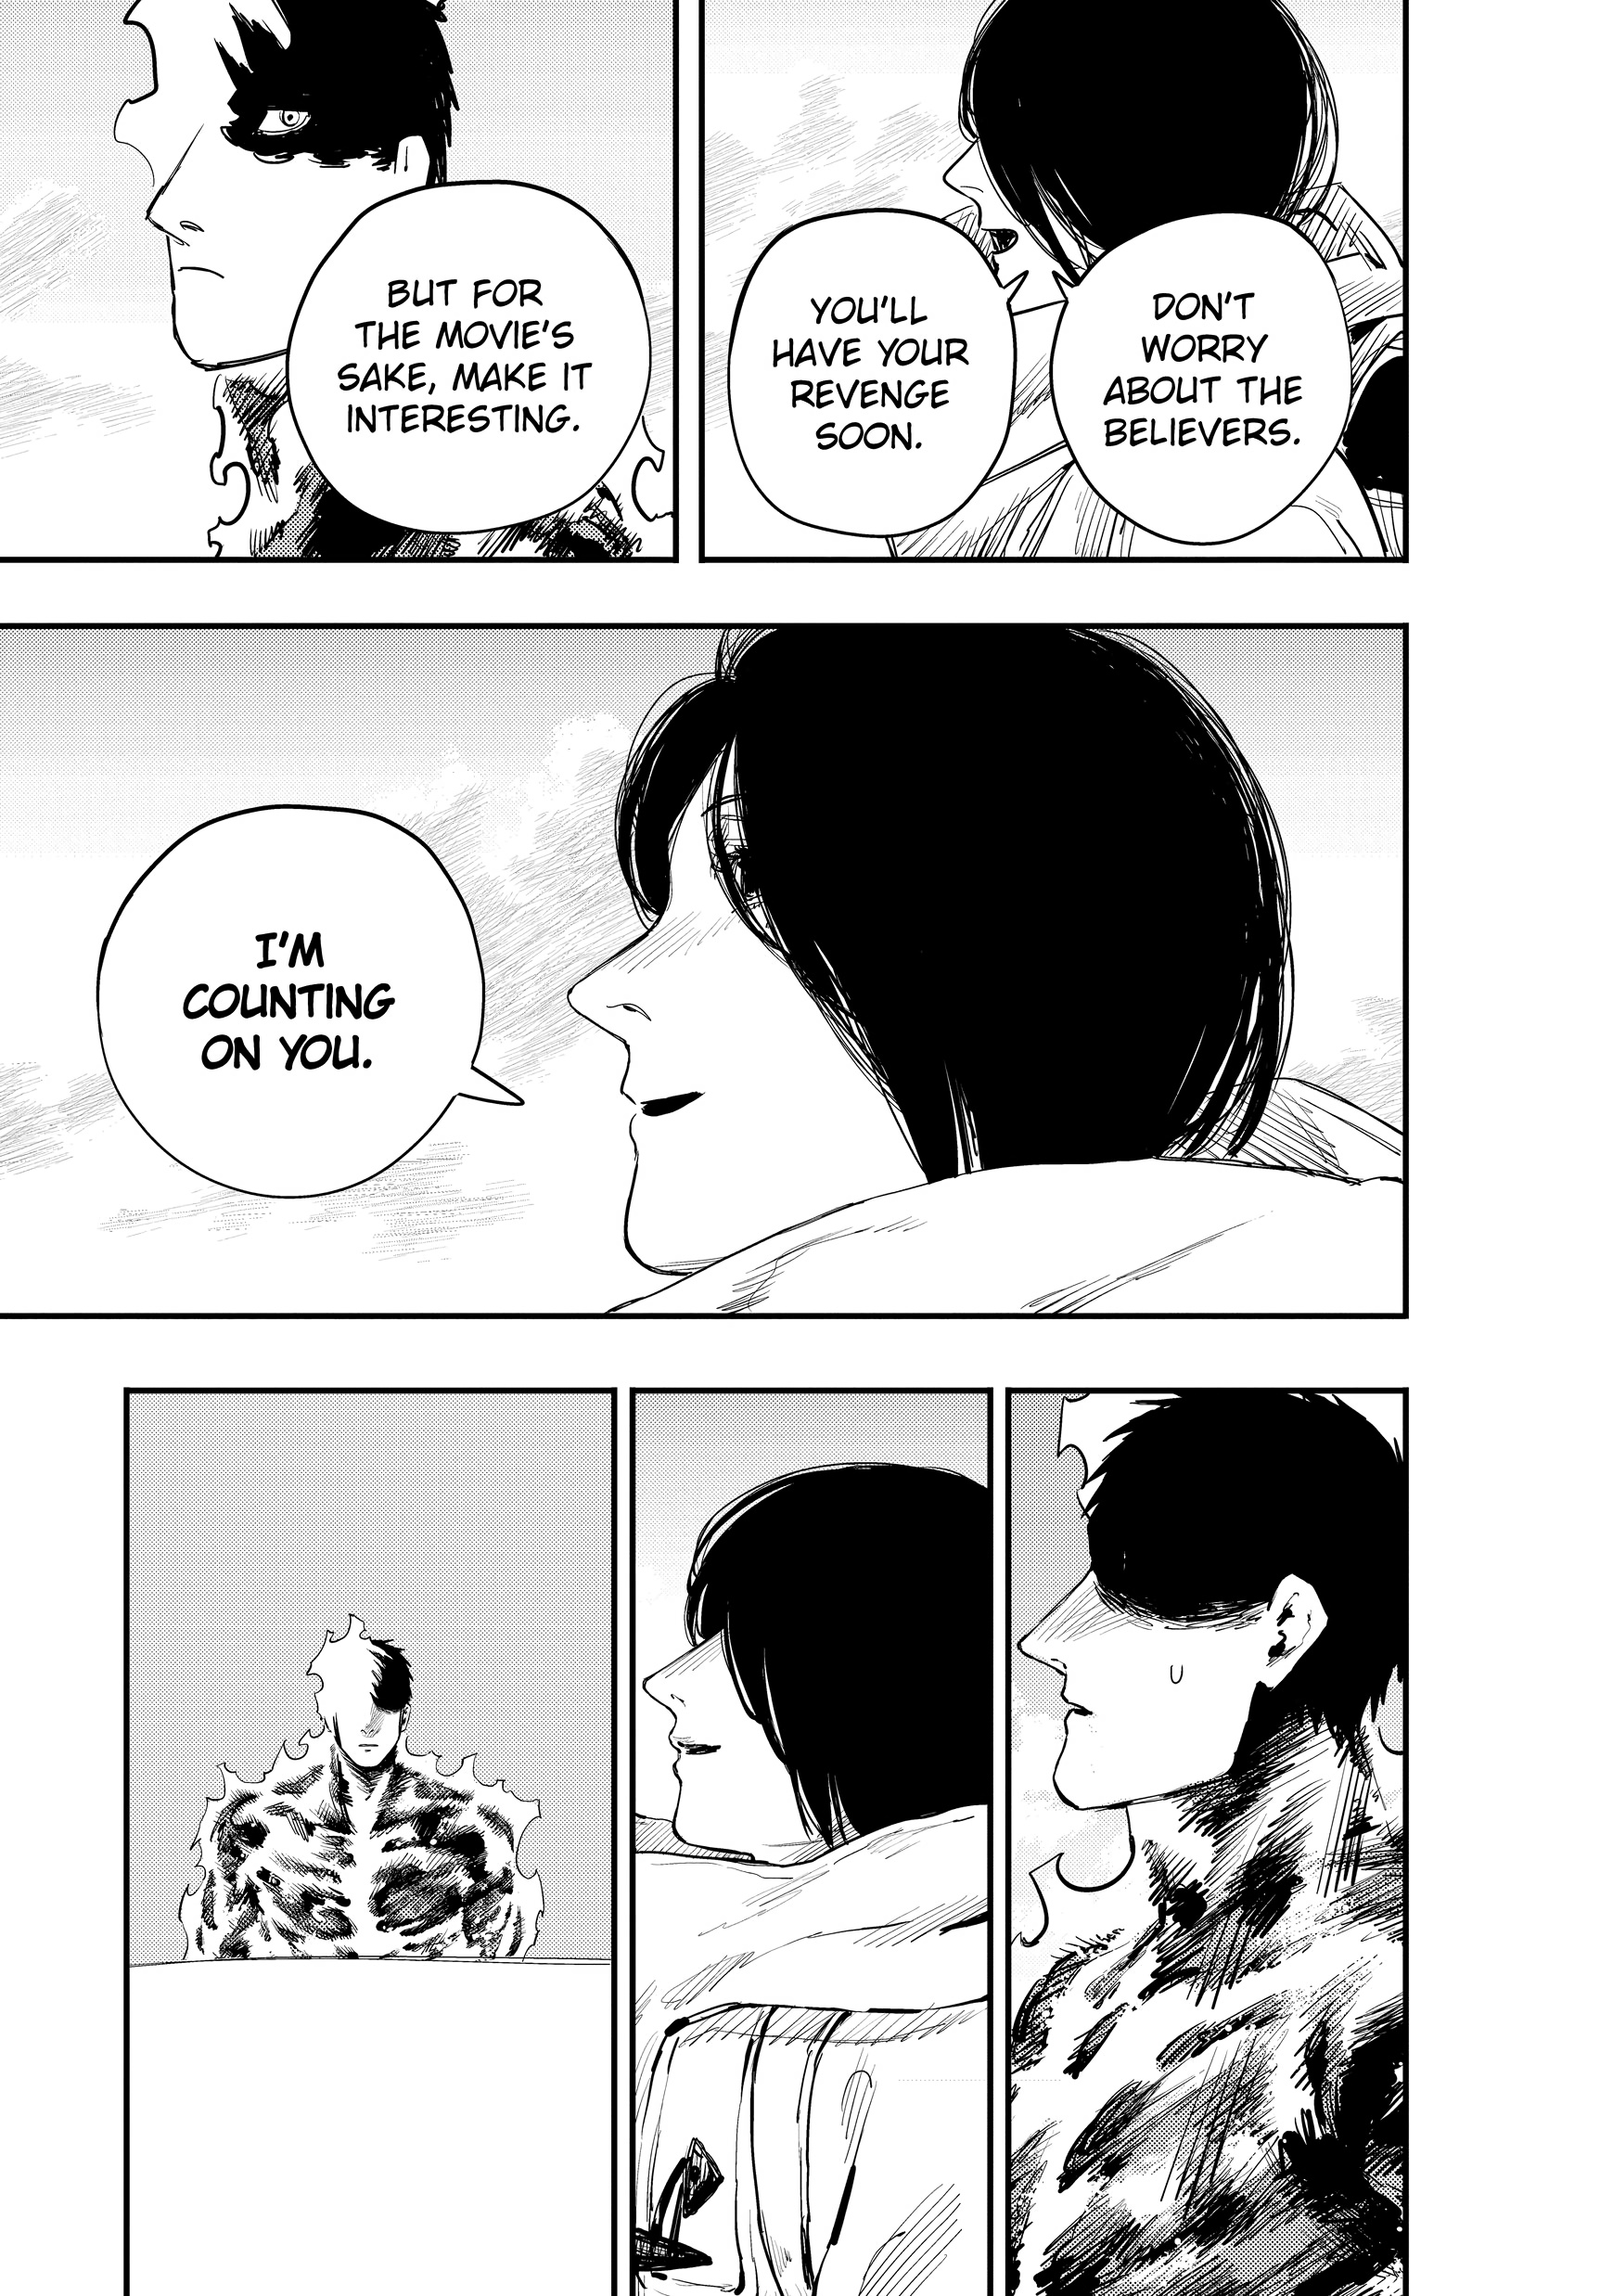 DON'T
WORRY
ABOUT THE
BELIEVERS.
YOU'LL
HAVE YOUR
REVENGE
SOON.
BUT FOR
THE MOVIE'S
SAKE, MAKE IT
INTERESTING.
I'M
COUNTING
ON YOU.